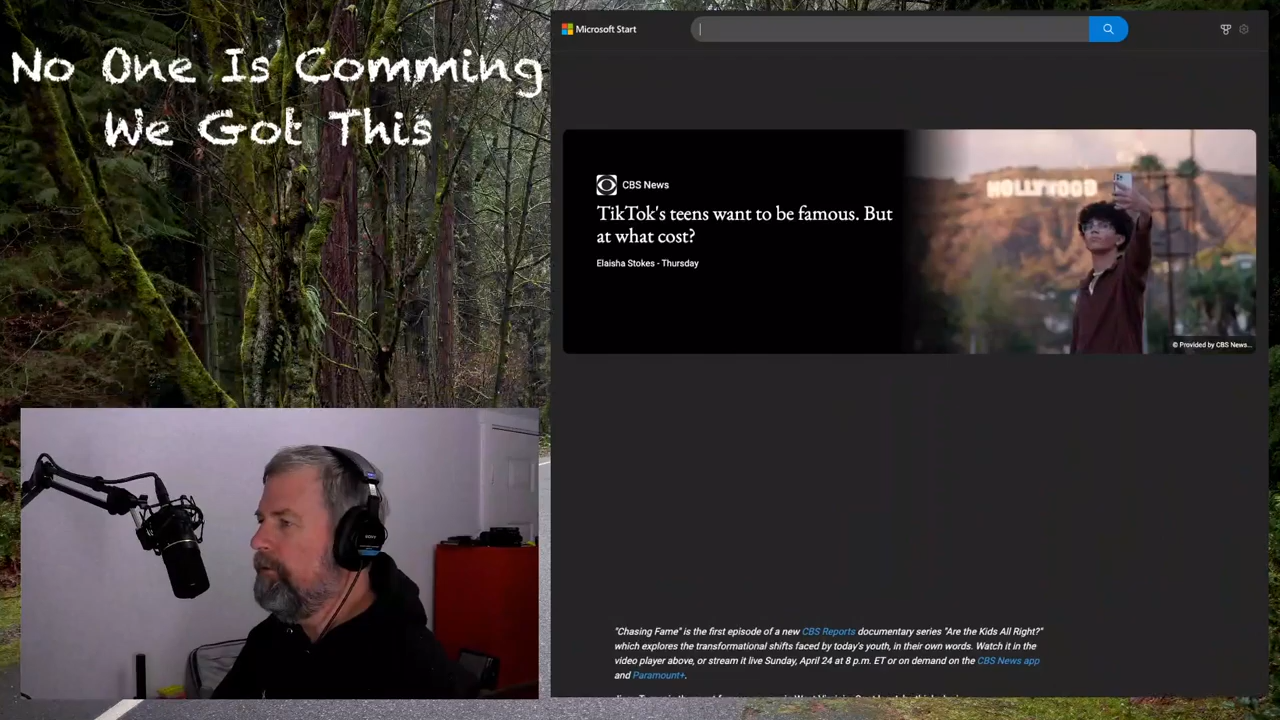 No One Is Comming
We Got This
Microsoft Start
CBS News
TikTok's teens want to be famous. But
at what cost?
Elaisha Stokes - Thursday
HOLLYWOOD
© Provided by CBS News...
SONY
"Chasing Fame" is the first episode of a new CBS Reports documentary series "Are the Kids All Right?"
which explores the transformational shifts faced by today's youth, in their own words. Watch it in the
video player above, or stream it live Sunday, April 24 at 8 p.m. ET or on demand on the CBS News app
and Paramount+.